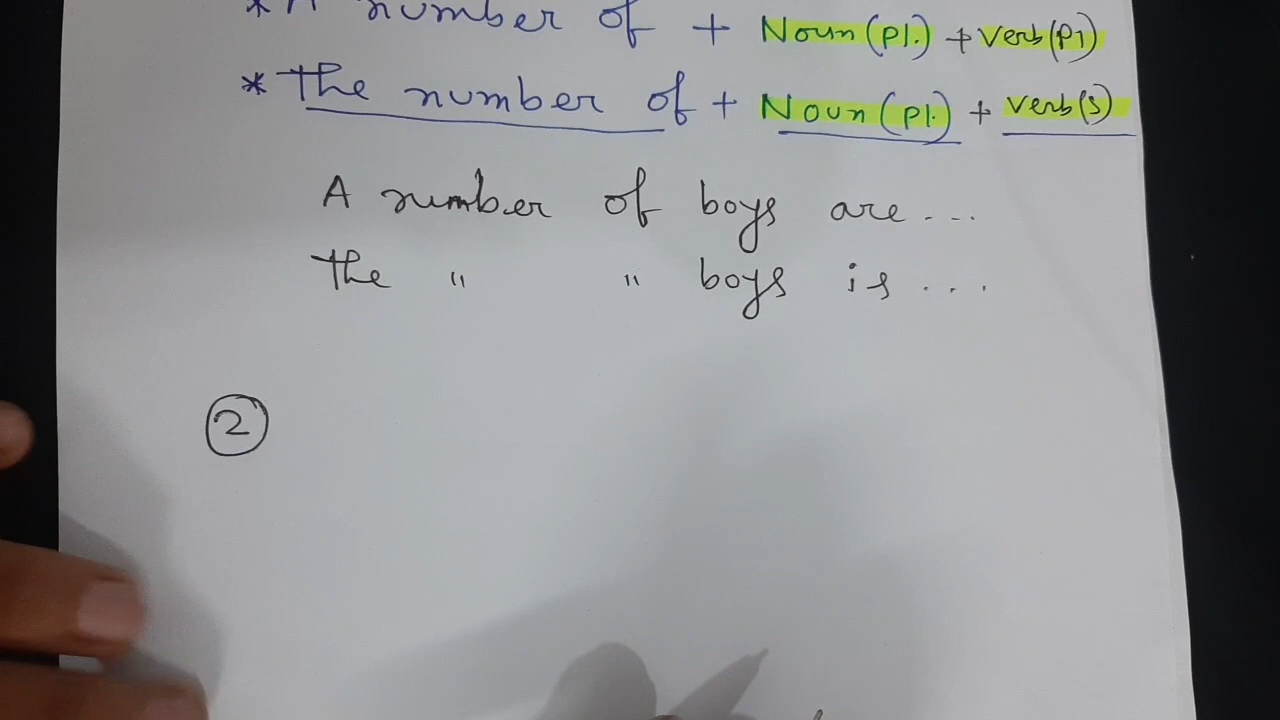 * A number of + Noun (pl.) + verb (pl)
* the number of + Noun (pl.) + verb (s)
A number of boys are ...
the " " boys is ...
2